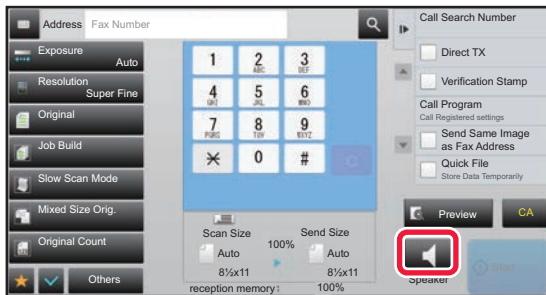 Address Fax Number
Call Search Number
Exposure
Auto
Resolution
Super Fine
Original
Job Build
Slow Scan Mode
Mixed Size Orig.
Original Count
Others
1
2
ABC
3
DEF
4
GHI
5
JKL
6
MNO
7
PQRS
8
TUV
9
WXYZ
0
#
C
Scan Size
Auto
8½x11
100%
Send Size
Auto
8½x11
reception memory: 100%
Direct TX
Verification Stamp
Call Program
Call Registered settings
Send Same Image
as Fax Address
Quick File
Store Data Temporarily
Preview
CA
Speaker
Start